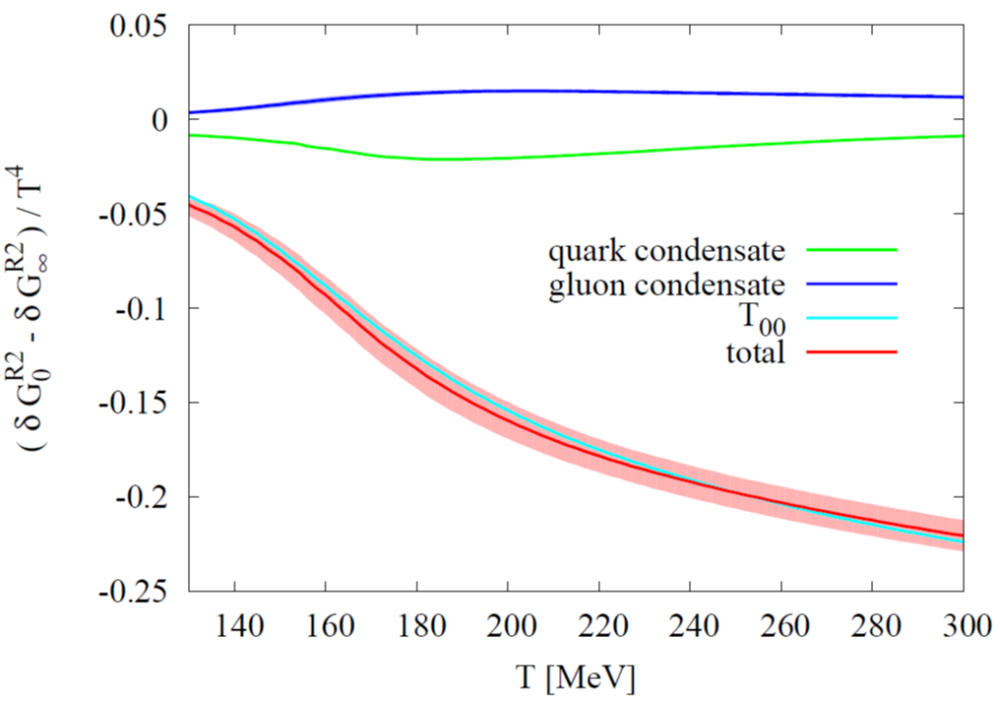 0.05
0
-0.05
-0.1
-0.15
-0.2
-0.25
( δ G₀ᴿ² - δ G∞ᴿ² ) / T⁴
quark condensate
gluon condensate
T₀₀
total
140 160 180 200 220 240 260 280 300
T [MeV]